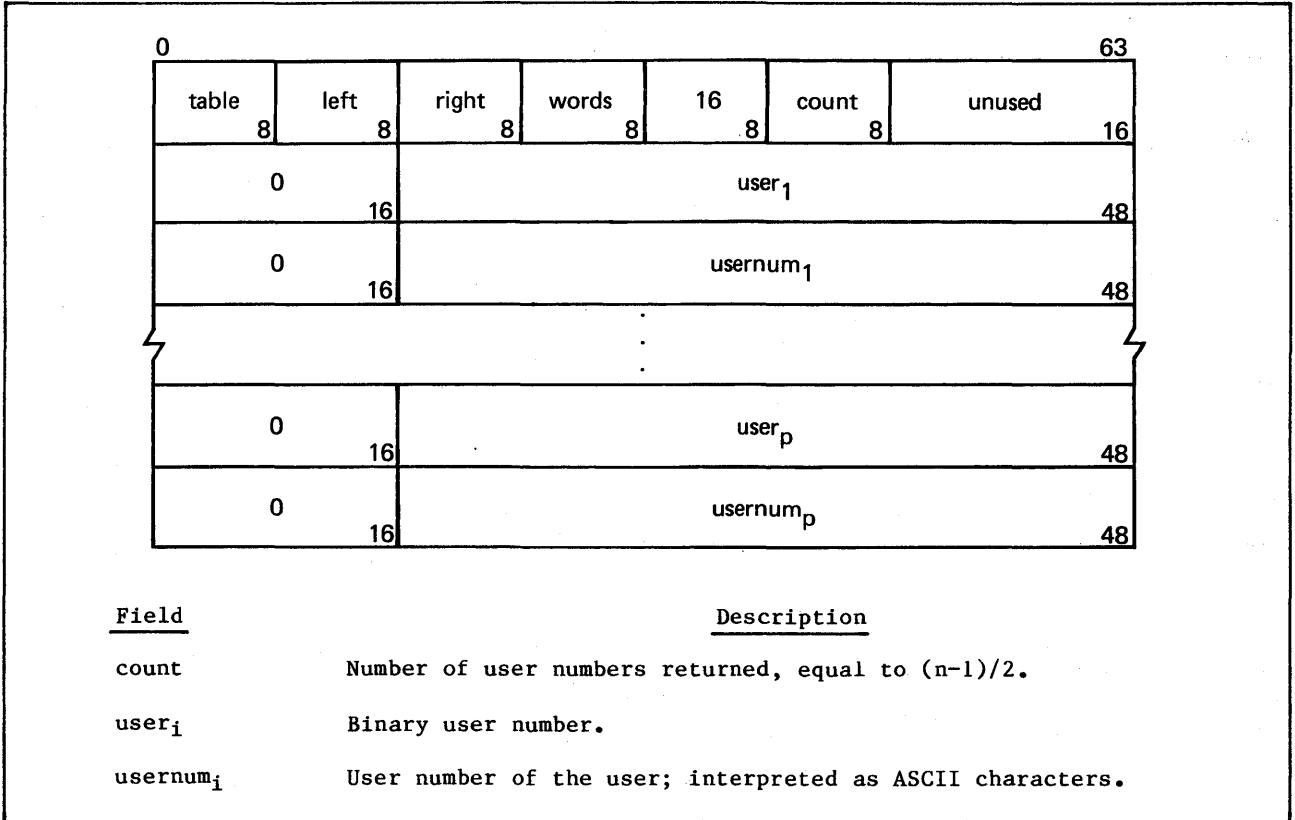 0 63
table left right words 16 count unused
8 8 8 8 8 8 16
0 user1
16 48
0 usernum1
16 48
.
.
.
0 userp
16 48
0 usernump
16 48
Field Description
count Number of user numbers returned, equal to (n-1)/2.
useri Binary user number.
usernumi User number of the user; interpreted as ASCII characters.